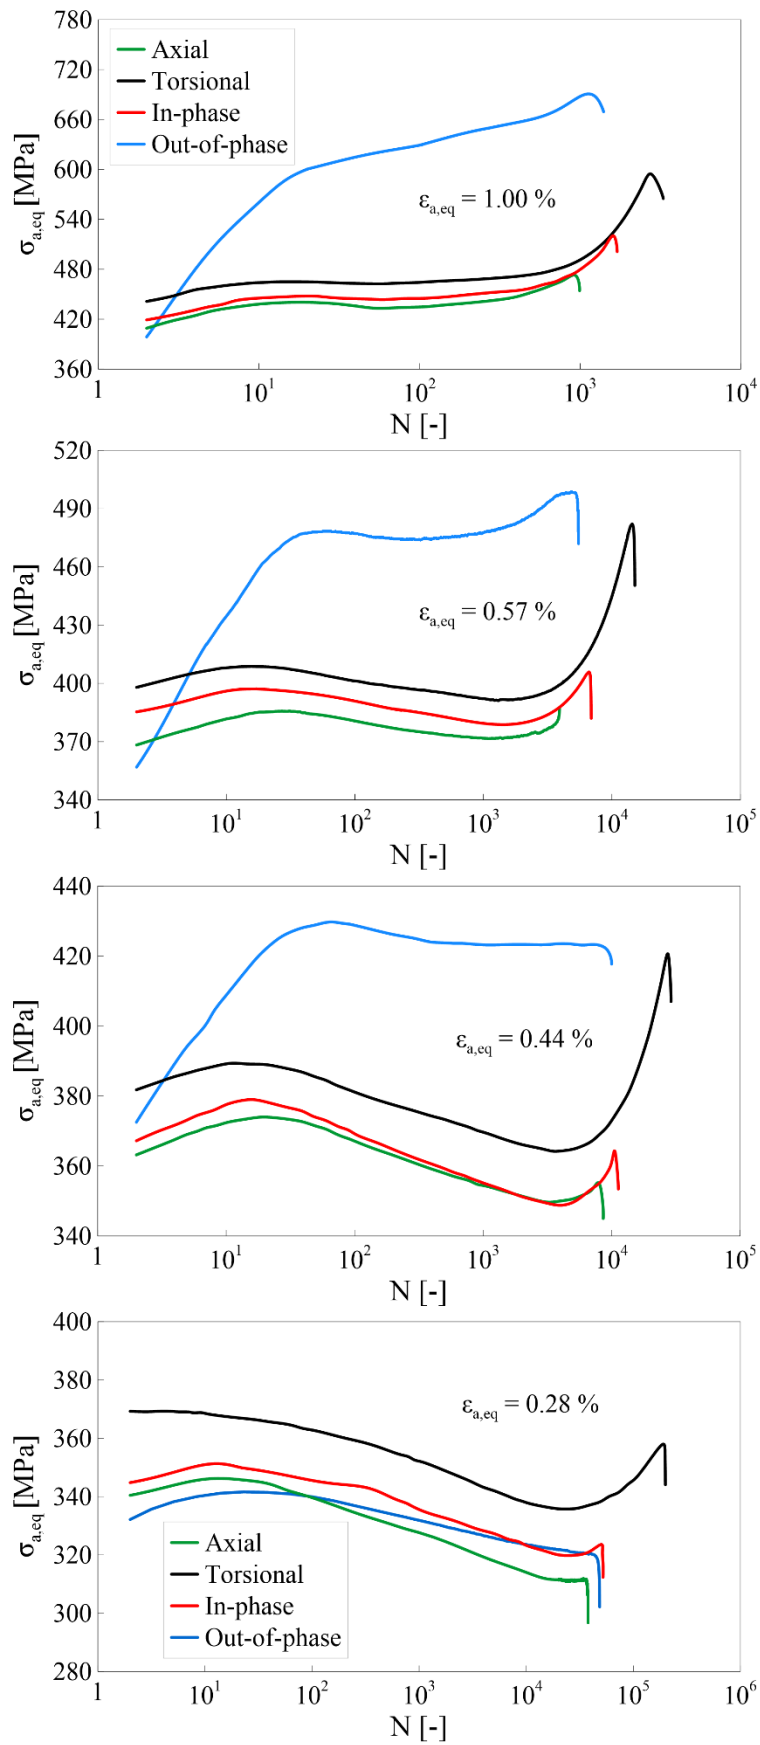 780
Axial
Torsional
In-phase
Out-of-phase
720
660
600
540
480
420
360
σa,eq [MPa]
εa,eq = 1.00 %
1
10¹
10²
10³
10⁴
N [-]
520
490
460
430
400
370
340
σa,eq [MPa]
εa,eq = 0.57 %
1
10¹
10²
10³
10⁴
10⁵
N [-]
440
420
400
380
360
340
σa,eq [MPa]
εa,eq = 0.44 %
1
10¹
10²
10³
10⁴
10⁵
N [-]
400
380
360
340
320
300
280
σa,eq [MPa]
εa,eq = 0.28 %
Axial
Torsional
In-phase
Out-of-phase
1
10¹
10²
10³
10⁴
10⁵
10⁶
N [-]